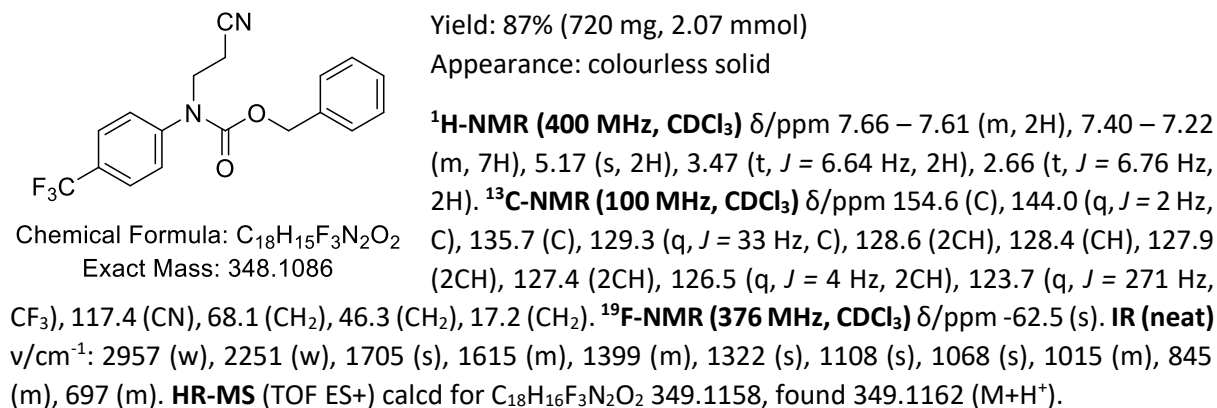 CN
N
O
O
F₃C
Chemical Formula: C₁₈H₁₅F₃N₂O₂
Exact Mass: 348.1086
Yield: 87% (720 mg, 2.07 mmol)
Appearance: colourless solid
¹H-NMR (400 MHz, CDCl₃) δ/ppm 7.66 – 7.61 (m, 2H), 7.40 – 7.22
(m, 7H), 5.17 (s, 2H), 3.47 (t, J = 6.64 Hz, 2H), 2.66 (t, J = 6.76 Hz,
2H). ¹³C-NMR (100 MHz, CDCl₃) δ/ppm 154.6 (C), 144.0 (q, J = 2 Hz,
C), 135.7 (C), 129.3 (q, J = 33 Hz, C), 128.6 (2CH), 128.4 (CH), 127.9
(2CH), 127.4 (2CH), 126.5 (q, J = 4 Hz, 2CH), 123.7 (q, J = 271 Hz,
CF₃), 117.4 (CN), 68.1 (CH₂), 46.3 (CH₂), 17.2 (CH₂). ¹⁹F-NMR (376 MHz, CDCl₃) δ/ppm -62.5 (s). IR (neat)
ν/cm⁻¹: 2957 (w), 2251 (w), 1705 (s), 1615 (m), 1399 (m), 1322 (s), 1108 (s), 1068 (s), 1015 (m), 845
(m), 697 (m). HR-MS (TOF ES+) calcd for C₁₈H₁₆F₃N₂O₂ 349.1158, found 349.1162 (M+H⁺).